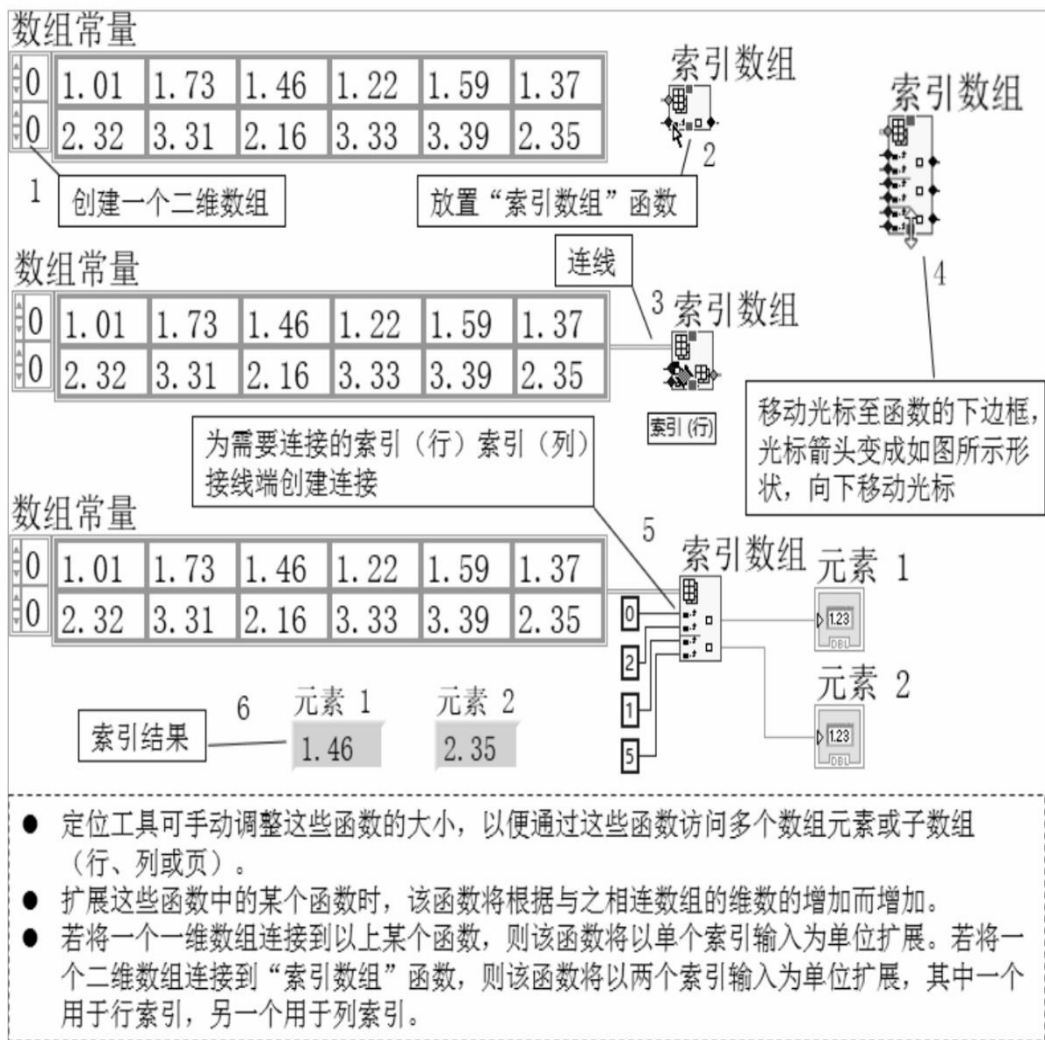 数组常量
0 1.01 1.73 1.46 1.22 1.59 1.37
0 2.32 3.31 2.16 3.33 3.39 2.35
1
创建一个二维数组
索引数组
2
放置“索引数组”函数
索引数组
4
数组常量
0 1.01 1.73 1.46 1.22 1.59 1.37
0 2.32 3.31 2.16 3.33 3.39 2.35
连线
3
索引数组
索引 (行)
移动光标至函数的下边框，
光标箭头变成如图所示形
状，向下移动光标
为需要连接的索引（行）索引（列）
接线端创建连接
数组常量
0 1.01 1.73 1.46 1.22 1.59 1.37
0 2.32 3.31 2.16 3.33 3.39 2.35
5
索引数组
0
2
1
5
元素 1
1.23
DBL
元素 2
1.23
DBL
6
索引结果
元素 1
1.46
元素 2
2.35
● 定位工具可手动调整这些函数的大小，以便通过这些函数访问多个数组元素或子数组
（行、列或页）。
● 扩展这些函数中的某个函数时，该函数将根据与之相连数组的维数的增加而增加。
● 若将一个一维数组连接到以上某个函数，则该函数将以单个索引输入为单位扩展。若将一
个二维数组连接到“索引数组”函数，则该函数将以两个索引输入为单位扩展，其中一个
用于行索引，另一个用于列索引。